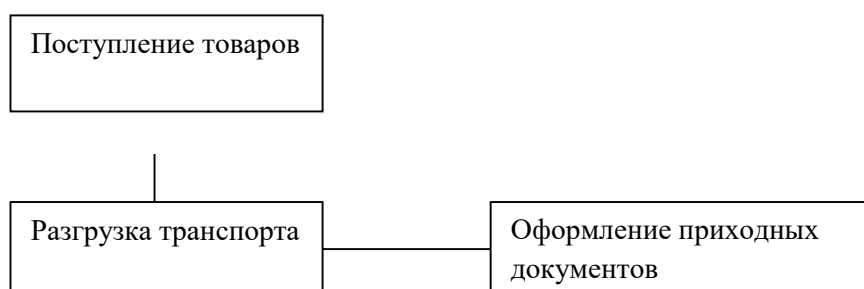 Поступление товаров
Разгрузка транспорта
Оформление приходных
документов